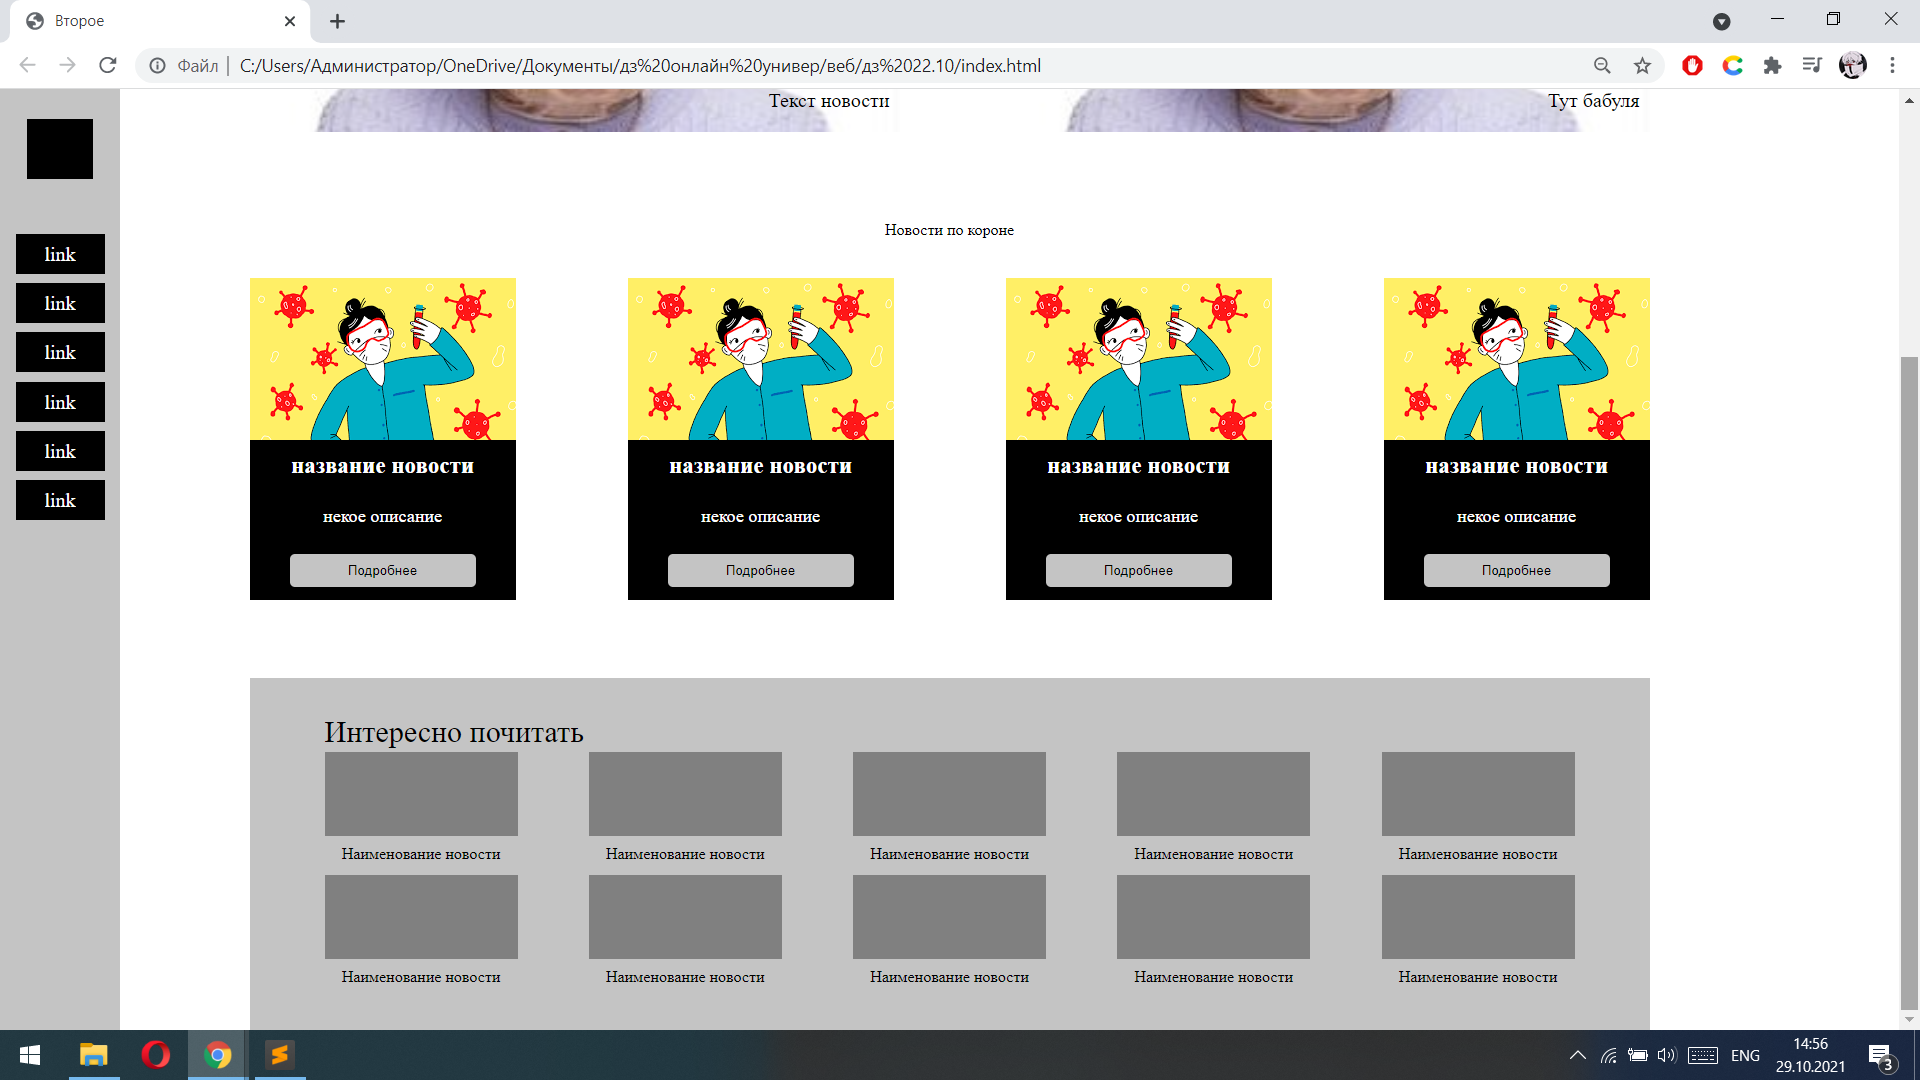 Второе
Файл
C:/Users/Администратор/OneDrive/Документы/дз%20онлайн%20универ/веб/дз%2022.10/index.html
Текст новости
Тут бабуля
link
link
link
link
link
link
Новости по короне
название новости
некое описание
Подробнее
название новости
некое описание
Подробнее
название новости
некое описание
Подробнее
название новости
некое описание
Подробнее
Интересно почитать
Наименование новости
Наименование новости
Наименование новости
Наименование новости
Наименование новости
Наименование новости
Наименование новости
Наименование новости
Наименование новости
Наименование новости
ENG
14:56
29.10.2021
3